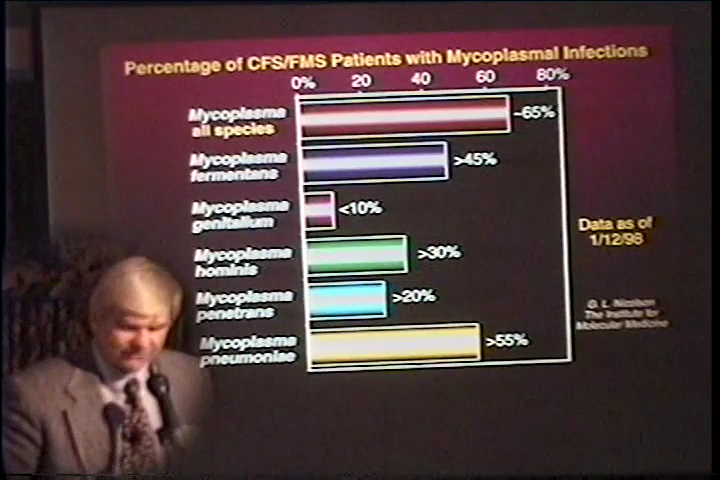 Percentage of CFS/FMS Patients with Mycoplasmal Infections
0% 20 40 60 80%
Mycoplasma
all species
~65%
Mycoplasma
fermentans
>45%
Mycoplasma
genitalium
<10%
Mycoplasma
hominis
>30%
Mycoplasma
penetrans
>20%
Mycoplasma
pneumoniae
>55%
Data as of
1/12/98
G. L. Nicolson
The Institute for
Molecular Medicine